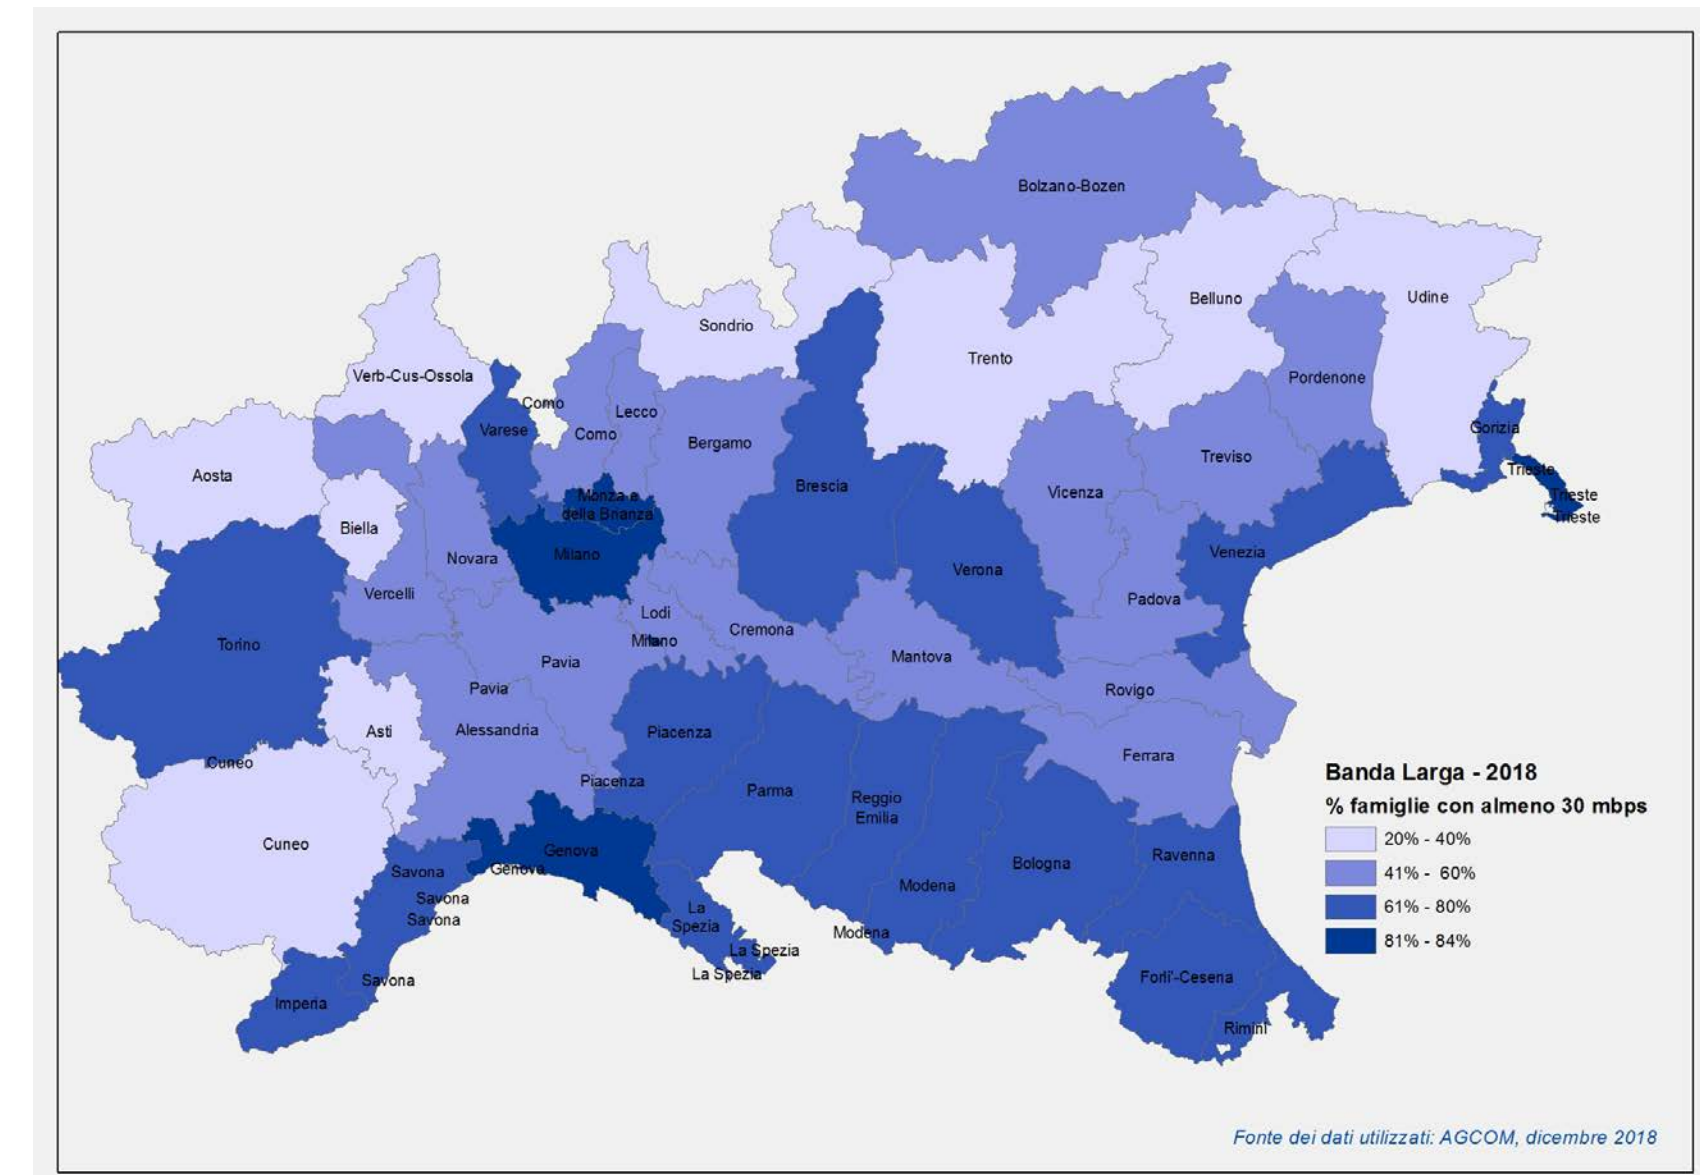 Bolzano-Bozen
Belluno
Udine
Sondrio
Trento
Verb-Cus-Ossola
Pordenone
Como
Lecco
Gorizia
Varese
Como
Bergamo
Treviso
Trieste
Aosta
Brescia
Vicenza
Monza e
della Brianza
Trieste
Trieste
Biella
Milano
Venezia
Novara
Verona
Vercelli
Padova
Lodi
Cremona
Torino
Milano
Mantova
Pavia
Pavia
Rovigo
Asti
Alessandria
Piacenza
Ferrara
Cuneo
Piacenza
Parma
Reggio
Emilia
Cuneo
Genova
Ravenna
Genova
Bologna
Savona
Modena
Savona
La
Spezia
Savona
Modena
La Spezia
La Spezia
Savona
Forli'-Cesena
Imperia
Rimini
Banda Larga - 2018
% famiglie con almeno 30 mbps
20% - 40%
41% - 60%
61% - 80%
81% - 84%
Fonte dei dati utilizzati: AGCOM, dicembre 2018